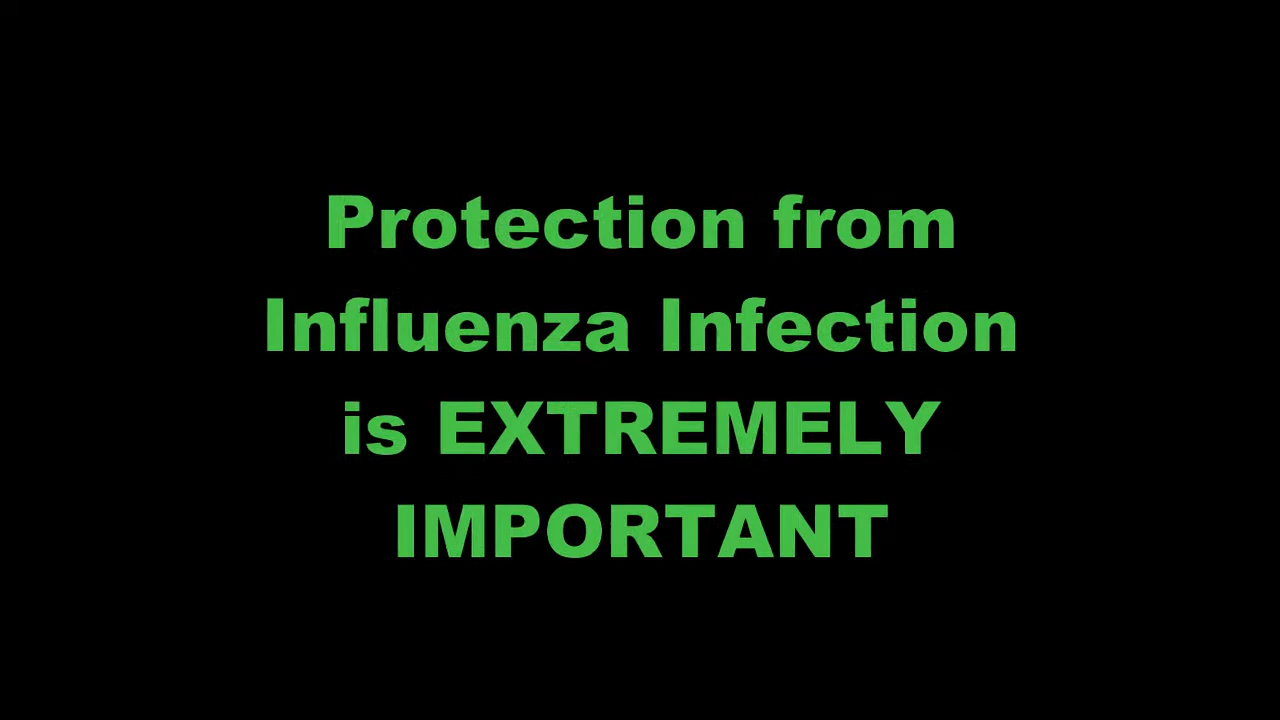 Protection from
Influenza Infection
is EXTREMELY
IMPORTANT